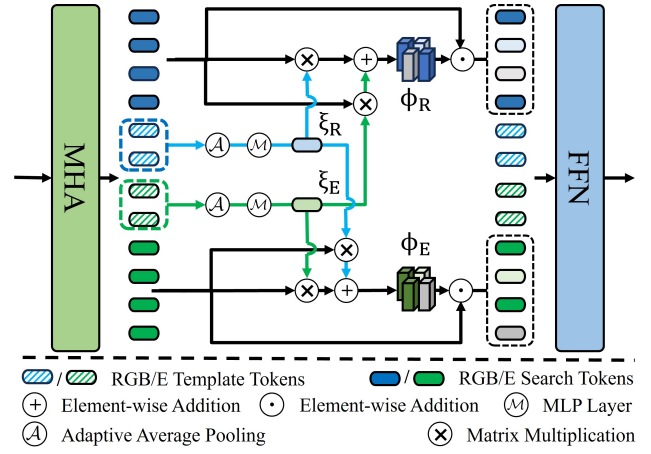 MHA
FFN
ϕR
ξR
A M
ξE
A M
ϕE
/ RGB/E Template Tokens / RGB/E Search Tokens
Element-wise Addition Element-wise Addition M MLP Layer
A Adaptive Average Pooling Matrix Multiplication